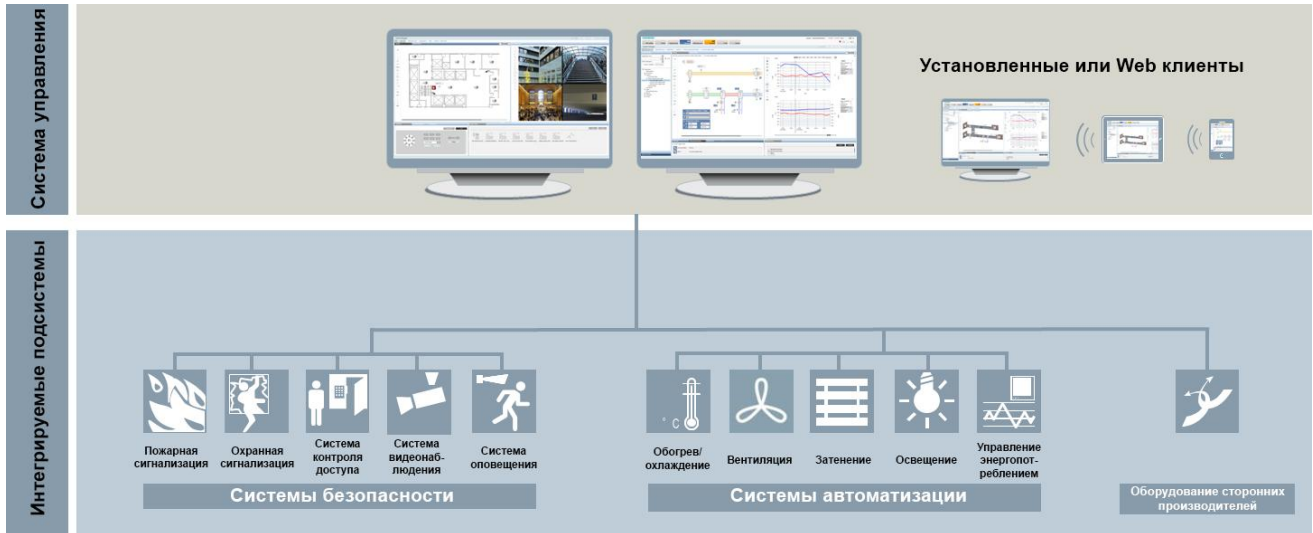 Система управления
Установленные или Web клиенты
Интегрируемые подсистемы
Пожарная
сигнализация
Охранная
сигнализация
Система
контроля
доступа
Система
видеонаб-
людения
Система
оповещения
Системы безопасности
° C
Обогрев/
охлаждение
Вентиляция
Затенение
Освещение
Управление
энергопот-
реблением
Системы автоматизации
Оборудование сторонних
производителей